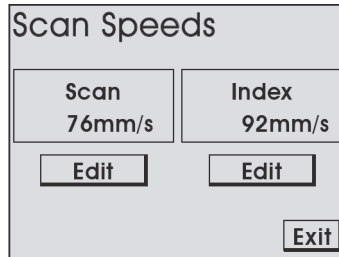 Scan Speeds
Scan Index
76mm/s 92mm/s
Edit Edit
Exit